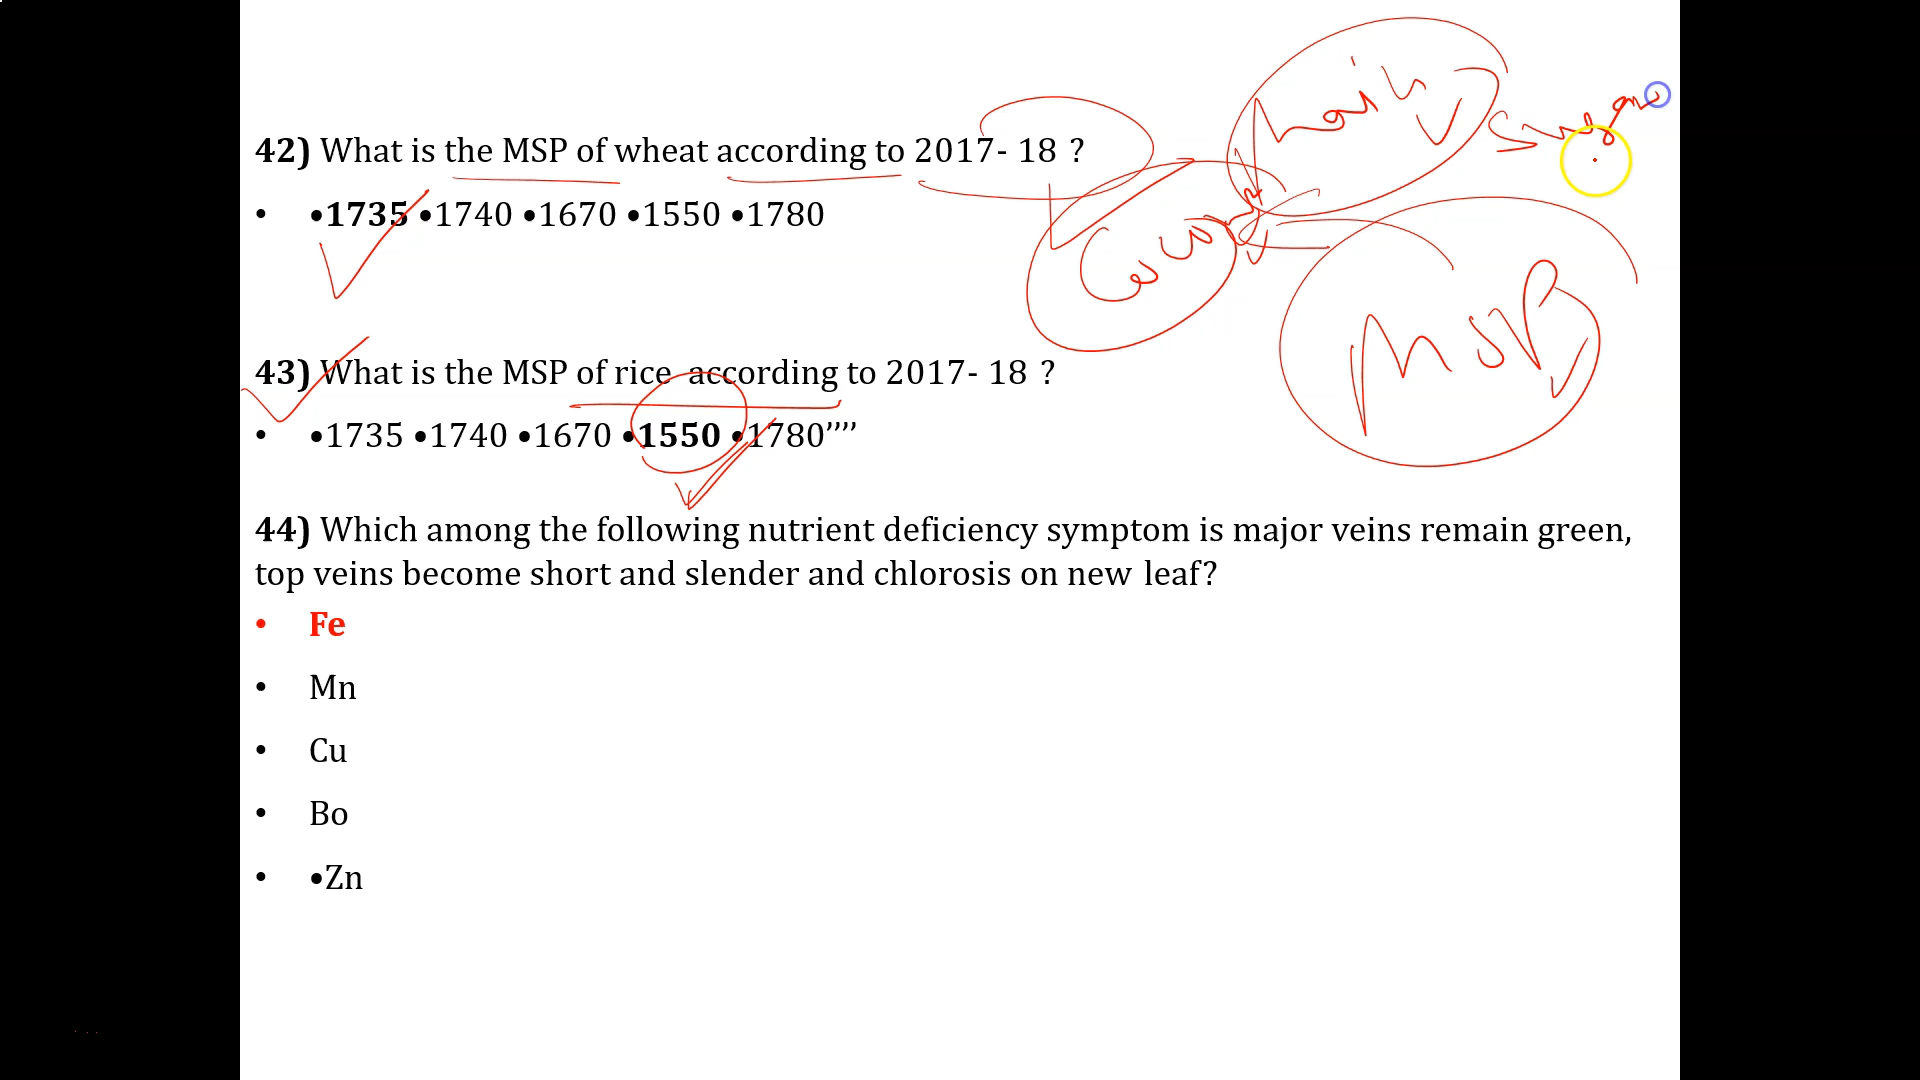 42) What is the MSP of wheat according to 2017- 18 ?
• •1735 •1740 •1670 •1550 •1780
43) What is the MSP of rice according to 2017- 18 ?
• •1735 •1740 •1670 •1550 •1780’’’’
MSP
44) Which among the following nutrient deficiency symptom is major veins remain green,
top veins become short and slender and chlorosis on new leaf?
• Fe
• Mn
• Cu
• Bo
• •Zn